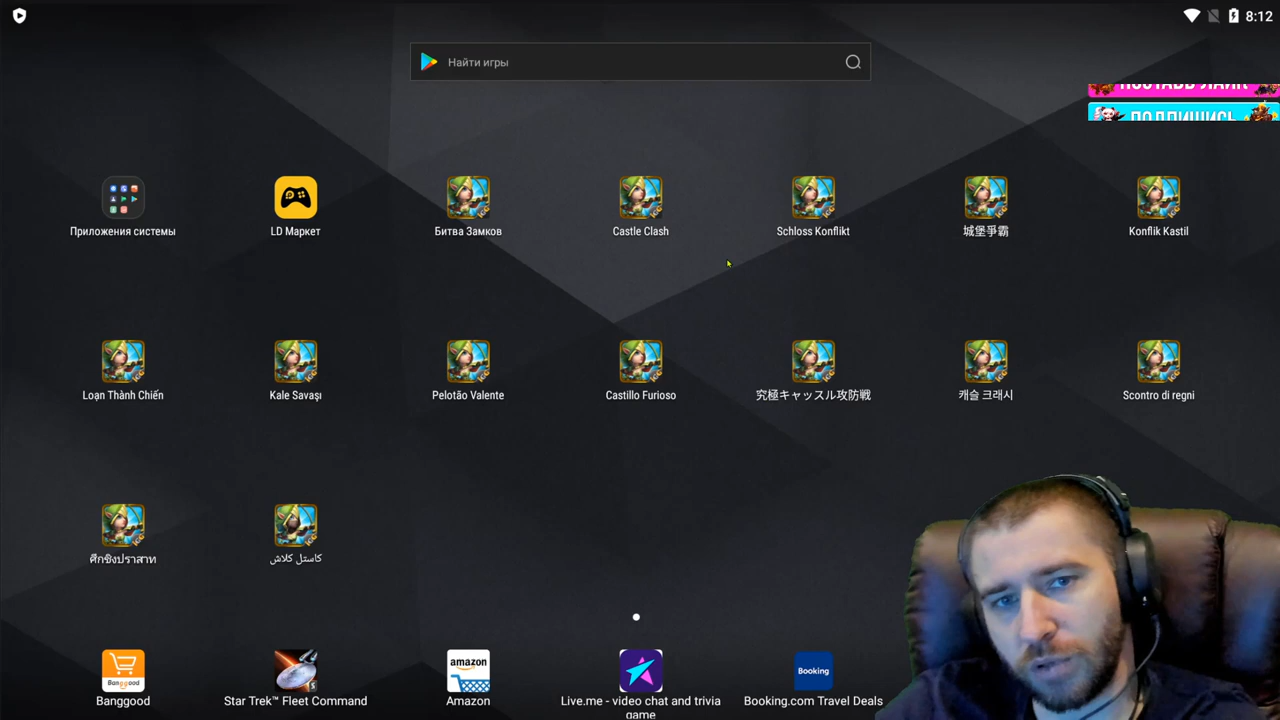 8:12
Найти игры
ПОСТАВЬ ЛАЙК
ПОДПИШИСЬ
Приложения системы
LD Маркет
Битва Замков
Castle Clash
Schloss Konflikt
城堡爭霸
Konflik Kastil
Loạn Thành Chiến
Kale Savaşı
Pelotão Valente
Castillo Furioso
究極キャッスル攻防戦
캐슬 크래시
Scontro di regni
ศึกชิงปราสาท
كاستل كلاش
Banggood
Banggood
Star Trek™ Fleet Command
amazon
Amazon
Live.me - video chat and trivia
game
Booking
Booking.com Travel Deals